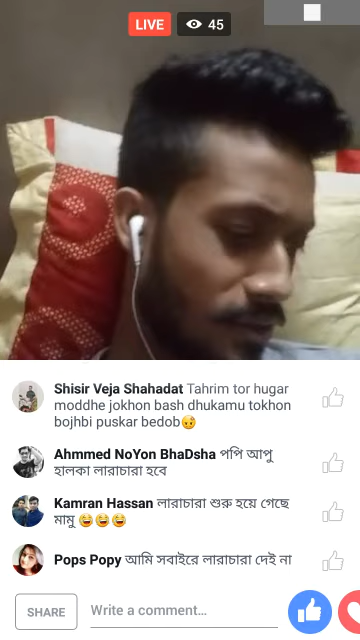 LIVE 45
Shisir Veja Shahadat Tahrim tor hugar
moddhe jokhon bash dhukamu tokhon
bojhbi puskar bedob
Ahmmed NoYon BhaDsha পপি আপু
হালকা লারাচারা হবে
Kamran Hassan লারাচারা শুরু হয়ে গেছে
মামু
Pops Popy আমি সবাইরে লারাচারা দেই না
SHARE Write a comment...